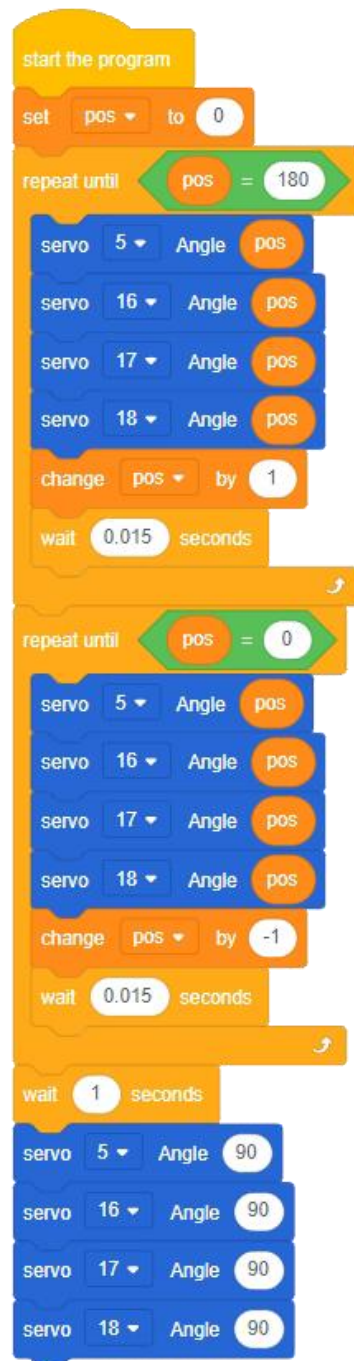 start the program
set pos to 0
repeat until pos = 180
servo 5 Angle pos
servo 16 Angle pos
servo 17 Angle pos
servo 18 Angle pos
change pos by 1
wait 0.015 seconds
repeat until pos = 0
servo 5 Angle pos
servo 16 Angle pos
servo 17 Angle pos
servo 18 Angle pos
change pos by -1
wait 0.015 seconds
wait 1 seconds
servo 5 Angle 90
servo 16 Angle 90
servo 17 Angle 90
servo 18 Angle 90